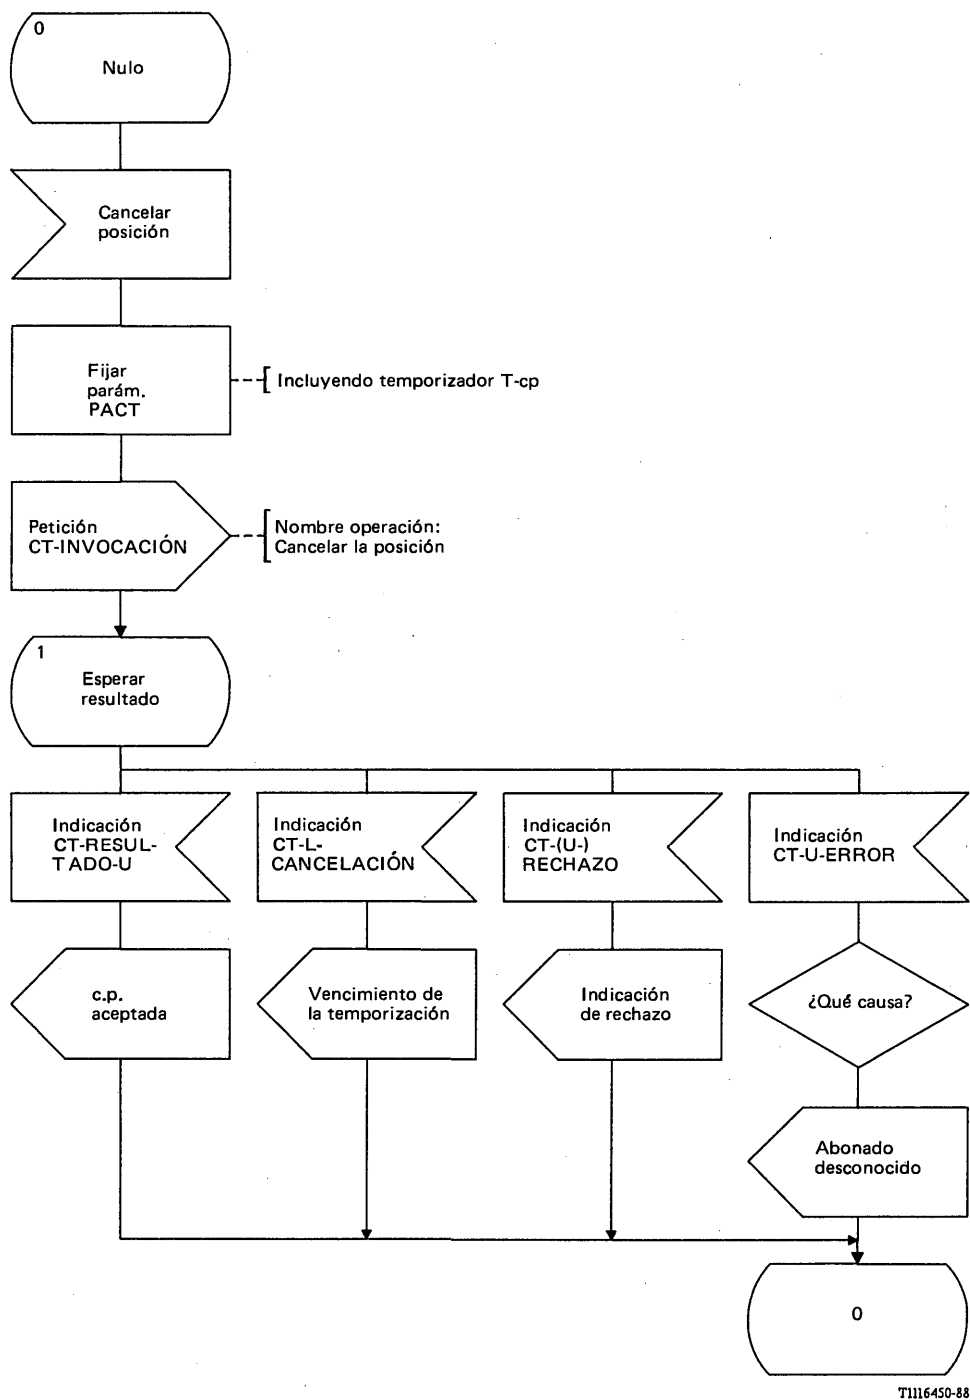 0
Nulo
Cancelar
posición
Fijar
parám.
PACT
Incluyendo temporizador T-cp
Petición
CT-INVOCACIÓN
Nombre operación:
Cancelar la posición
1
Esperar
resultado
Indicación
CT-RESUL-
TADO-U
Indicación
CT-L-
CANCELACIÓN
Indicación
CT-(U-)
RECHAZO
Indicación
CT-U-ERROR
c.p.
aceptada
Vencimiento de
la temporización
Indicación
de rechazo
¿Qué causa?
Abonado
desconocido
0
T1116450-88